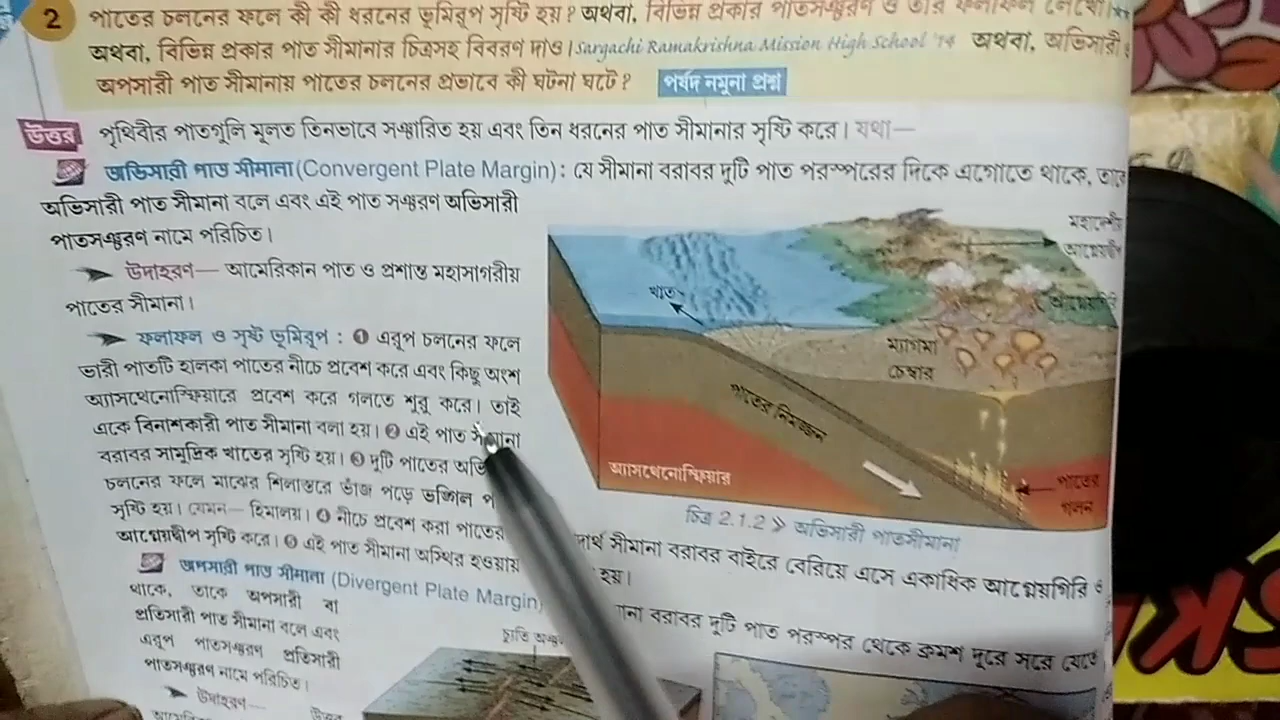 2 পাতের চলনের ফলে কী কী ধরনের ভূমিরূপ সৃষ্টি হয়? অথবা, বিভিন্ন প্রকার পাতসঞ্চরণ ও তার ফলাফল লেখো।
অথবা, বিভিন্ন প্রকার পাত সীমানার চিত্রসহ বিবরণ দাও। Sargachi Ramakrishna Mission High School '14 অথবা, অভিসারী ও
অপসারী পাত সীমানায় পাতের চলনের প্রভাবে কী ঘটনা ঘটে? পর্ষদ নমুনা প্রশ্ন
উত্তর পৃথিবীর পাতগুলি মূলত তিনভাবে সঞ্চারিত হয় এবং তিন ধরনের পাত সীমানার সৃষ্টি করে। যথা—
অভিসারী পাত সীমানা (Convergent Plate Margin) : যে সীমানা বরাবর দুটি পাত পরস্পরের দিকে এগোতে থাকে, তাকে
অভিসারী পাত সীমানা বলে এবং এই পাত সঞ্চরণ অভিসারী
পাতসঞ্চরণ নামে পরিচিত।
➤ উদাহরণ— আমেরিকান পাত ও প্রশান্ত মহাসাগরীয়
পাতের সীমানা।
➤ ফলাফল ও সৃষ্ট ভূমিরূপ : ❶ এরূপ চলনের ফলে
ভারী পাতটি হালকা পাতের নীচে প্রবেশ করে এবং কিছু অংশ
অ্যাসথেনোস্ফিয়ারে প্রবেশ করে গলতে শুরু করে। তাই
একে বিনাশকারী পাত সীমানা বলা হয়। ❷ এই পাত সীমানা
বরাবর সামুদ্রিক খাতের সৃষ্টি হয়। ❸ দুটি পাতের অভি
চলনের ফলে মাঝের শিলাস্তরে ভাঁজ পড়ে ভঙ্গিল প
সৃষ্টি হয়। যেমন— হিমালয়। ❹ নীচে প্রবেশ করা পাতের
দার্থ সীমানা বরাবর বাইরে বেরিয়ে এসে একাধিক আগ্নেয়গিরি ও
আগ্নেয়দ্বীপ সৃষ্টি করে। ❺ এই পাত সীমানা অস্থির হওয়ায়
হয়।
মহাদেশীয়
আগ্নেয়দ্বীপ
খাত
আগ্নেয়গিরি
ম্যাগমা
চেম্বার
পাতের নিমজ্জন
অ্যাসথেনোস্ফিয়ার
পাতের
গলন
চিত্র 2.1.2 » অভিসারী পাতসীমানা
অপসারী পাত সীমানা (Divergent Plate Margin)
মানা বরাবর দুটি পাত পরস্পর থেকে ক্রমশ দূরে সরে যেতে
থাকে, তাকে অপসারী বা
প্রতিসারী পাত সীমানা বলে এবং
এরূপ পাতসঞ্চরণ প্রতিসারী
পাতসঞ্চরণ নামে পরিচিত।
➤ উদাহরণ—
চ্যুতি